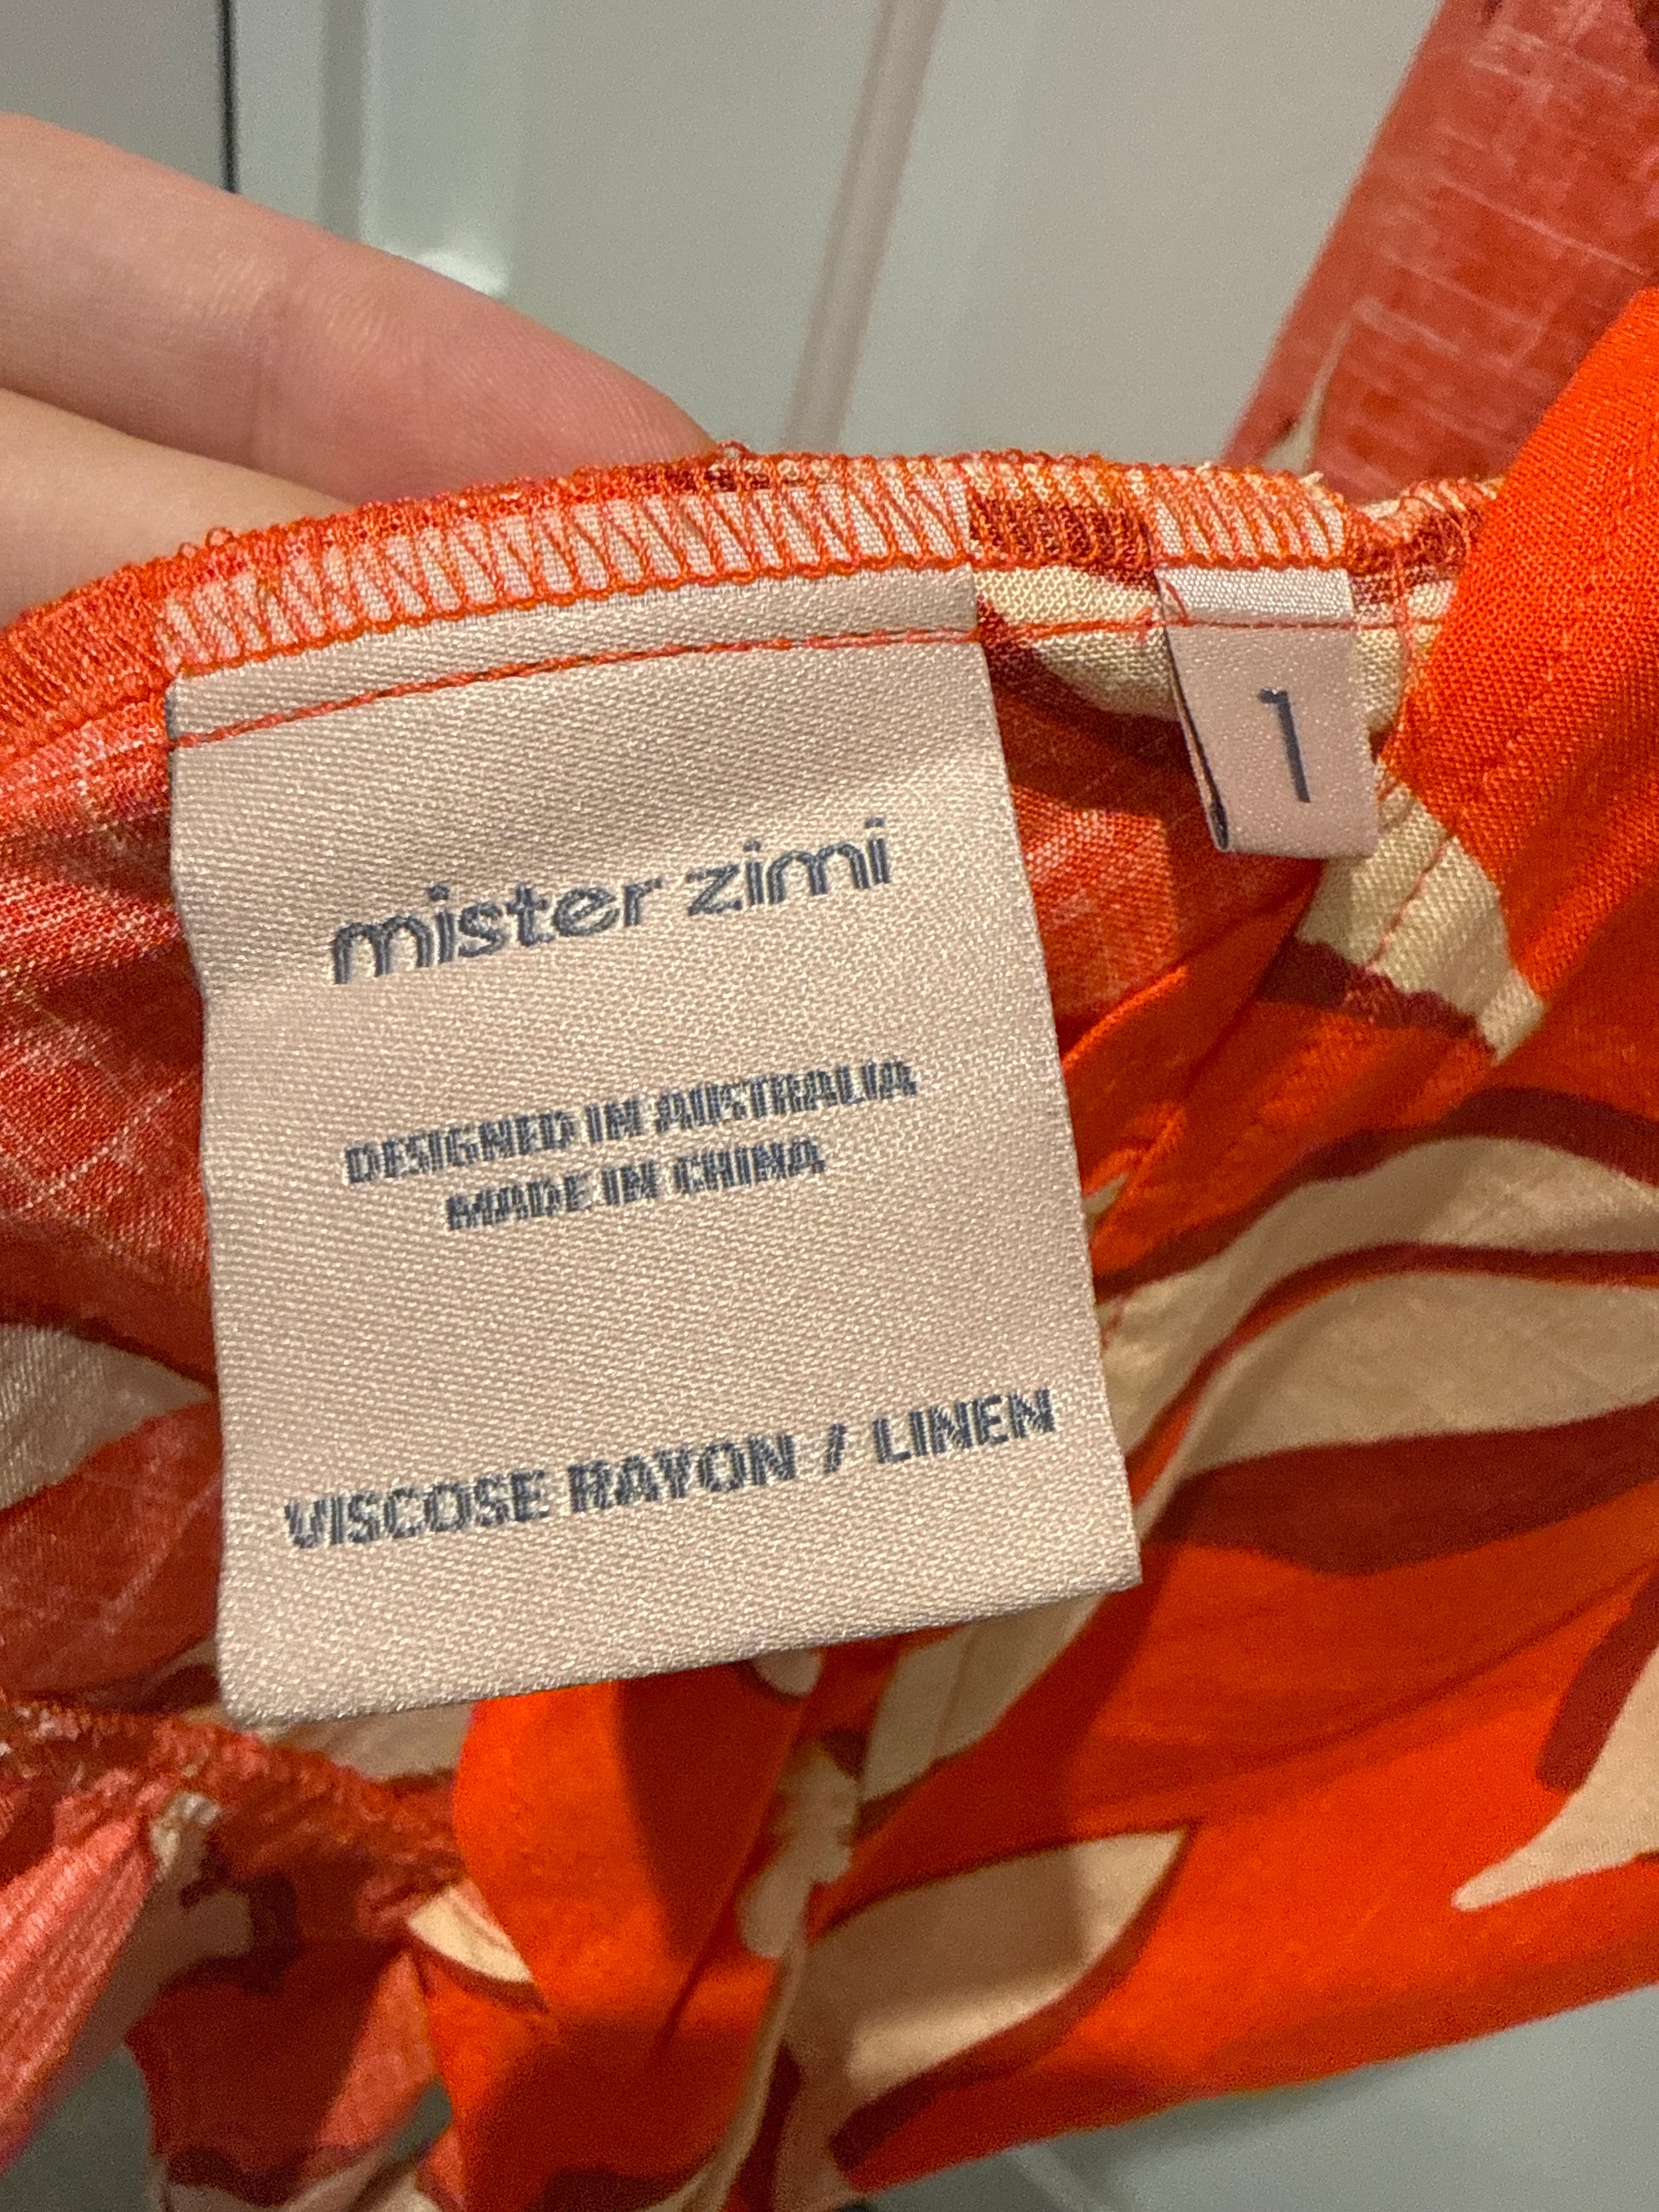 mister zimi
1
DESIGNED IN AUSTRALIA
MADE IN CHINA
VISCOSE RAYON / LINEN